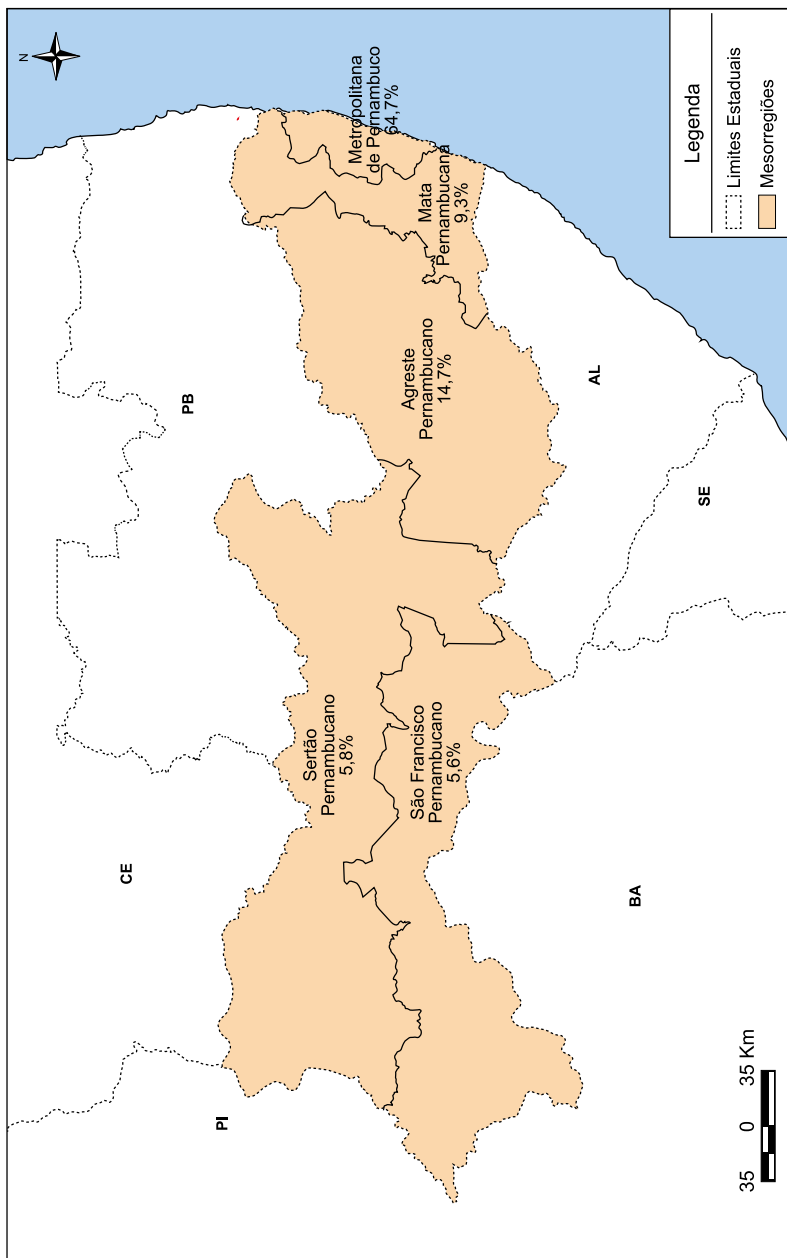 N
CE
PB
PI
Sertão
Pernambucano
5,8%
São Francisco
Pernambucano
5,6%
Agreste
Pernambucano
14,7%
Metropolitana
de Pernambuco
64,7%
Mata
Pernambucana
9,3%
BA
AL
SE
35 0 35 Km
Legenda
Limites Estaduais
Mesorregiões